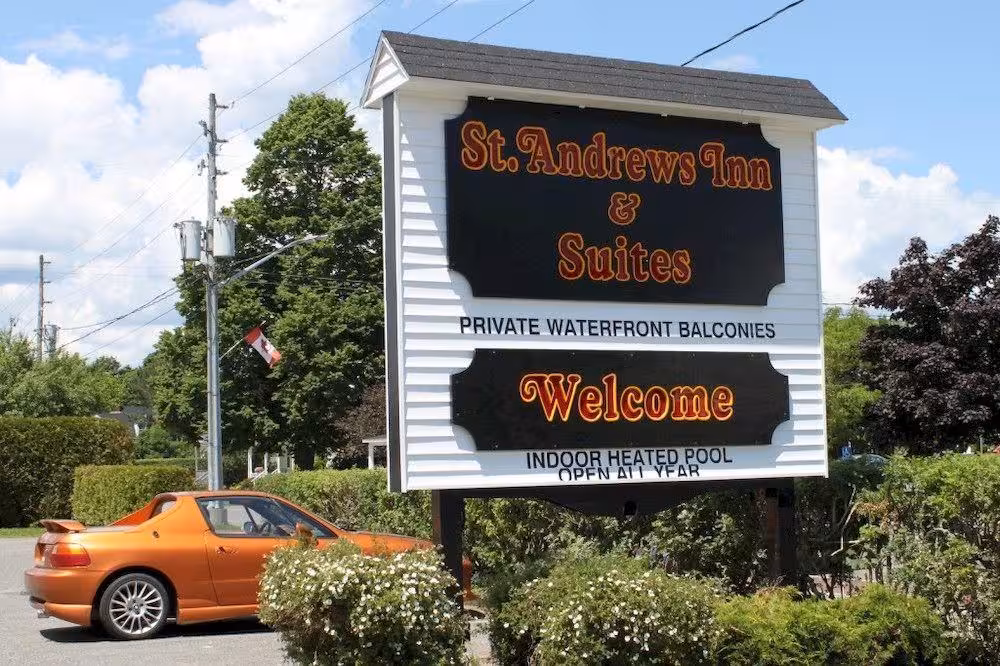 St. Andrews Inn
&
Suites
PRIVATE WATERFRONT BALCONIES
Welcome
INDOOR HEATED POOL
OPEN ALL YEAR